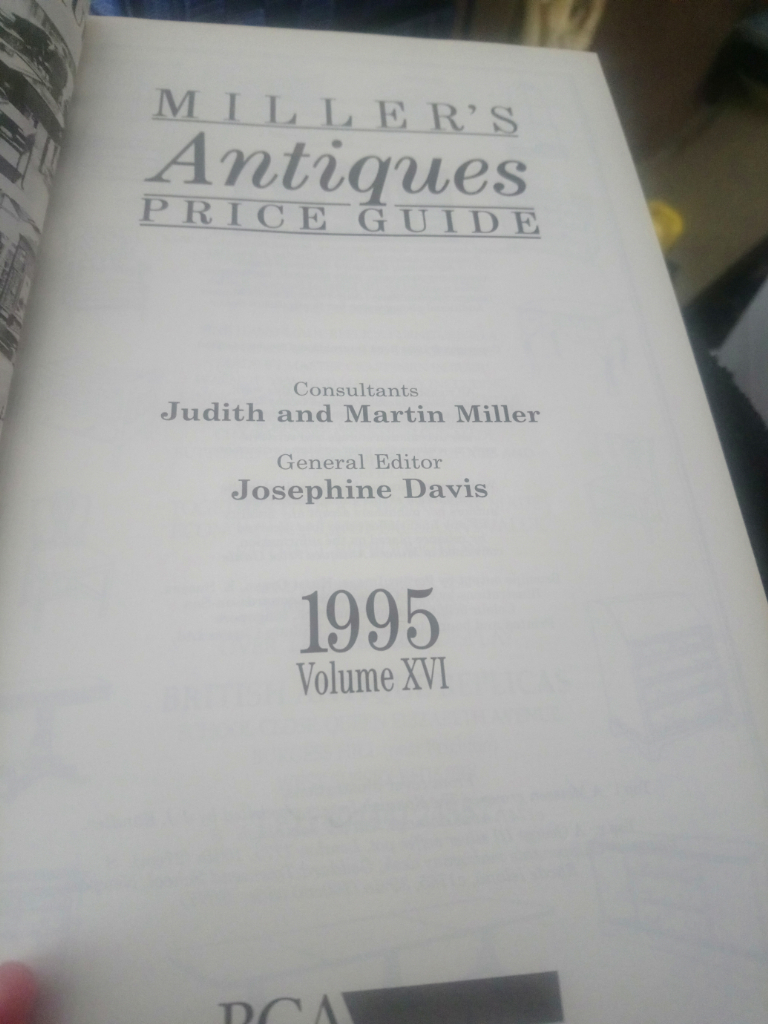 MILLER'S
Antiques
PRICE GUIDE
Consultants
Judith and Martin Miller
General Editor
Josephine Davis
1995
Volume XVI